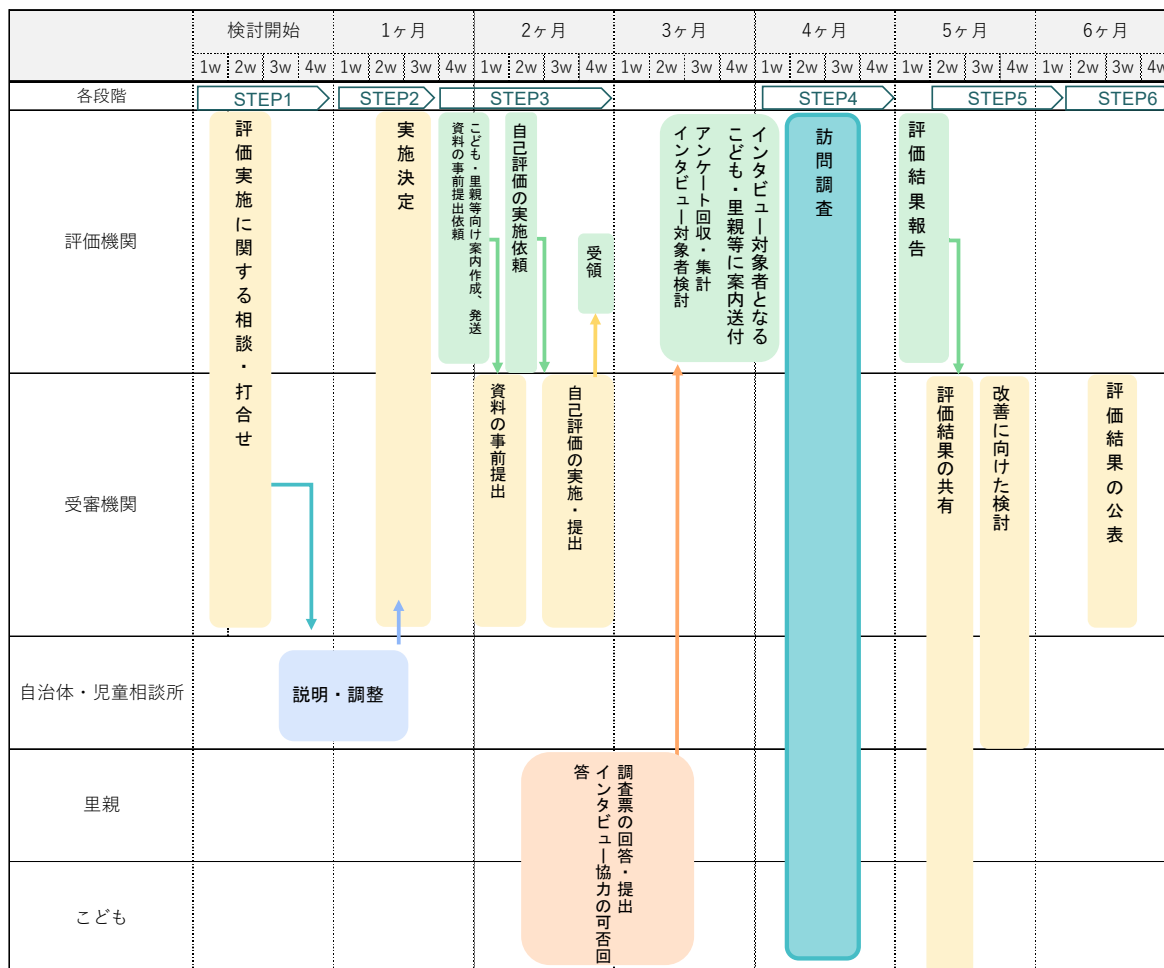 検討開始 1ヶ月 2ヶ月 3ヶ月 4ヶ月 5ヶ月 6ヶ月
1w 2w 3w 4w 1w 2w 3w 4w 1w 2w 3w 4w 1w 2w 3w 4w 1w 2w 3w 4w 1w 2w 3w 4w 1w 2w 3w 4w
各段階 STEP1 STEP2 STEP3 STEP4 STEP5 STEP6
評価機関
評価実施に関する相談・打合せ
実施決定
こども・里親等向け案内作成、発送
資料の事前提出依頼
自己評価の実施依頼
受領
インタビュー対象者となる
こども・里親等に案内送付
アンケート回収・集計
インタビュー対象者検討
訪問調査
評価結果報告
受審機関
資料の事前提出
自己評価の実施・提出
評価結果の共有
改善に向けた検討
評価結果の公表
自治体・児童相談所
説明・調整
里親
調査票の回答・提出
インタビュー協力の可否回
答
こども